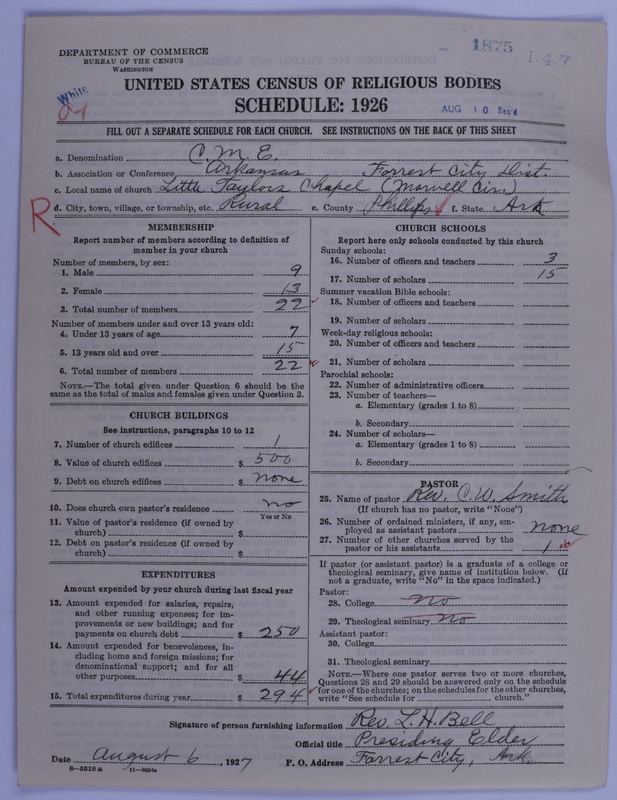 DEPARTMENT OF COMMERCE
BUREAU OF THE CENSUS
WASHINGTON
1875
White
UNITED STATES CENSUS OF RELIGIOUS BODIES
SCHEDULE: 1926
AUG 10 Rec'd
FILL OUT A SEPARATE SCHEDULE FOR EACH CHURCH. SEE INSTRUCTIONS ON THE BACK OF THIS SHEET
a. Denomination C.M.E.
b. Association or Conference Arkansas Forrest City Dist.
c. Local name of church Little Taylors Chapel (Marvell Circ.)
R
d. City, town, village, or township, etc. Rural e. County Phillips f. State Ark
MEMBERSHIP
Report number of members according to definition of
member in your church
Number of members, by sex:
1. Male 9
2. Female 13
3. Total number of members 22
Number of members under and over 13 years old:
4. Under 13 years of age 7
5. 13 years old and over 15
6. Total number of members 22
NOTE.—The total given under Question 6 should be the
same as the total of males and females given under Question 3.
CHURCH BUILDINGS
See instructions, paragraphs 10 to 12
7. Number of church edifices 1
8. Value of church edifices $ 500
9. Debt on church edifices $ none
10. Does church own pastor's residence no
Yes or No
11. Value of pastor's residence (if owned by
church) $
12. Debt on pastor's residence (if owned by
church) $
EXPENDITURES
Amount expended by your church during last fiscal year
13. Amount expended for salaries, repairs,
and other running expenses; for im-
provements or new buildings; and for
payments on church debt $ 250
14. Amount expended for benevolences, in-
cluding home and foreign missions; for
denominational support; and for all
other purposes $ 44
15. Total expenditures during year $ 294
CHURCH SCHOOLS
Report here only schools conducted by this church
Sunday schools:
16. Number of officers and teachers 3
17. Number of scholars 15
Summer vacation Bible schools:
18. Number of officers and teachers
19. Number of scholars
Week-day religious schools:
20. Number of officers and teachers
21. Number of scholars
Parochial schools:
22. Number of administrative officers
23. Number of teachers—
a. Elementary (grades 1 to 8)
b. Secondary
24. Number of scholars—
a. Elementary (grades 1 to 8)
b. Secondary
PASTOR
25. Name of pastor Rev. C.W. Smith
(If church has no pastor, write "None")
26. Number of ordained ministers, if any, em-
ployed as assistant pastors none
27. Number of other churches served by the
pastor or his assistants 1
If pastor (or assistant pastor) is a graduate of a college or
theological seminary, give name of institution below. (If
not a graduate, write "No" in the space indicated.)
Pastor:
28. College no
29. Theological seminary no
Assistant pastor:
30. College
31. Theological seminary
NOTE.—Where one pastor serves two or more churches,
Questions 28 and 29 should be answered only on the schedule
for one of the churches; on the schedules for the other churches,
write "See schedule for church."
Signature of person furnishing information Rev. L.H. Bell
Official title Presiding Elder
Date August 6, 1927 P. O. Address Forrest City, Ark.
8—5518 a 11—9024a